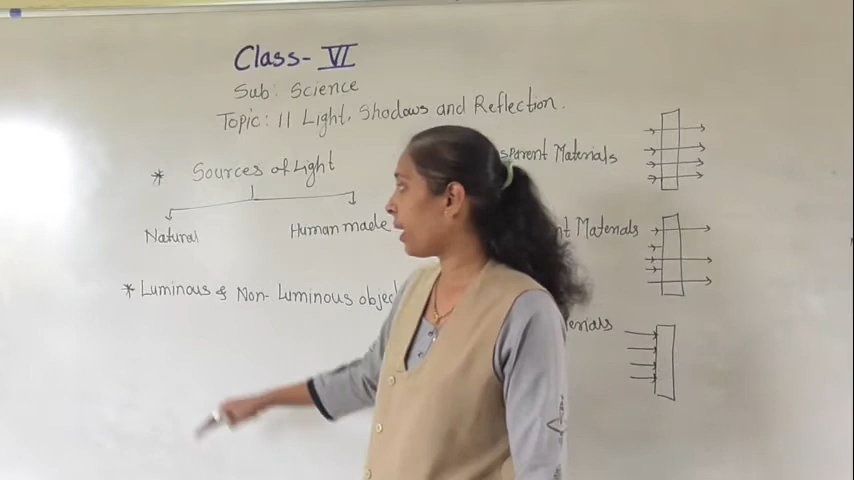 Class- VI
Sub: Science
Topic: 11 Light, Shadows and Reflection.
* Sources of Light
Natural
Human made
* Luminous & Non-Luminous objec
sparent Materials
nt Materials
erials